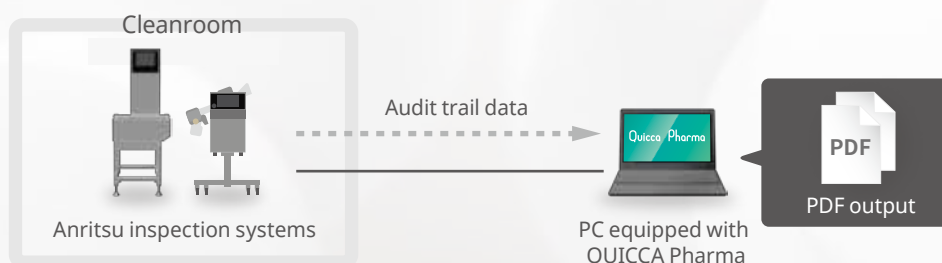 Cleanroom
Audit trail data
Quicca Pharma
PDF
PDF output
Anritsu inspection systems
PC equipped with
QUICCA Pharma